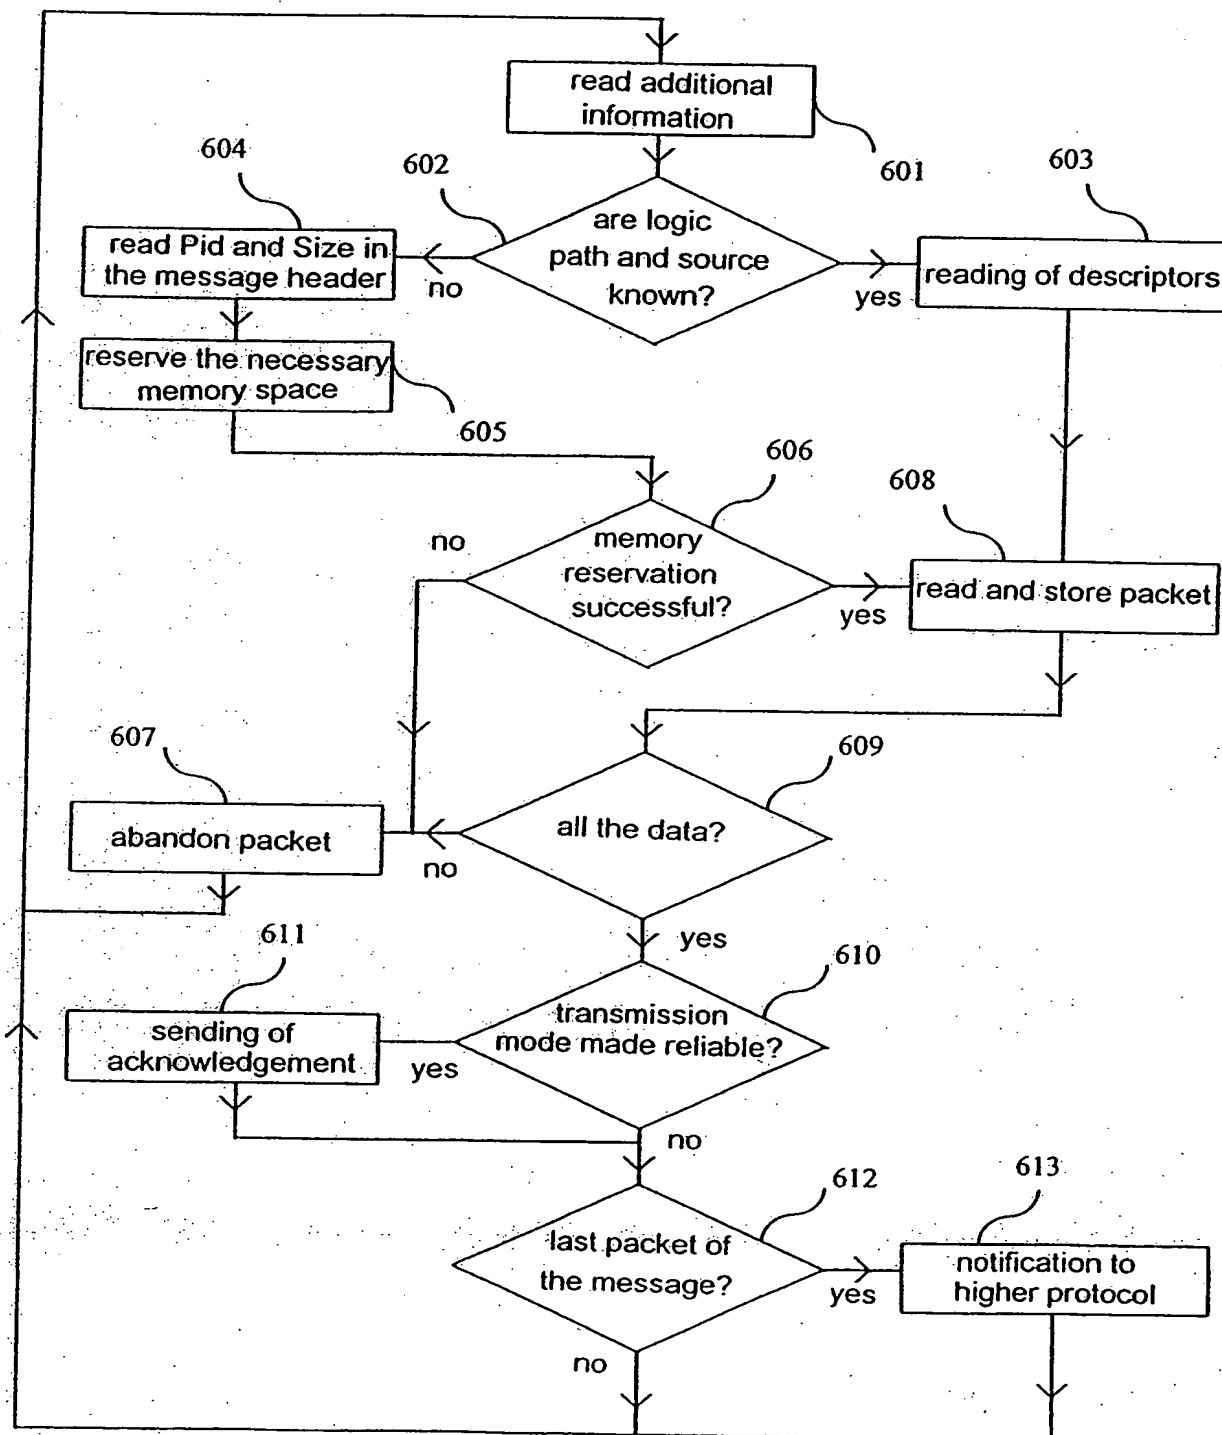 read additional
information
601
604
602
603
are logic
path and source
known?
read Pid and Size in
the message header
no
yes
reading of descriptors
reserve the necessary
memory space
605
606
608
no
memory
reservation
successful?
yes
read and store packet
607
609
abandon packet
no
all the data?
yes
611
610
sending of
acknowledgement
yes
transmission
mode made reliable?
no
612
613
last packet of
the message?
yes
notification to
higher protocol
no